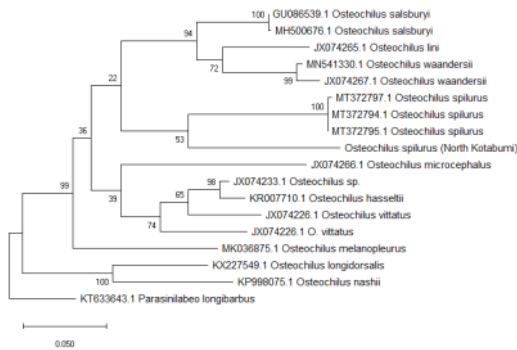 GU086539.1 Osteochilus salsburyi
100
MH500676.1 Osteochilus salsburyi
94
JX074265.1 Osteochilus lini
72
MN541330.1 Osteochilus waandersii
99
JX074267.1 Osteochilus waandersii
22
MT372797.1 Osteochilus spilurus
100
MT372794.1 Osteochilus spilurus
MT372795.1 Osteochilus spilurus
53
Osteochilus spilurus (North Kotabumi)
36
JX074266.1 Osteochilus microcephalus
98
JX074233.1 Osteochilus sp.
39
65
KR007710.1 Osteochilus hasseltii
99
JX074226.1 Osteochilus vittatus
74
JX074226.1 O. vittatus
MK036875.1 Osteochilus melanopleurus
KX227549.1 Osteochilus longidorsalis
100
KP998075.1 Osteochilus nashii
KT633643.1 Parasinilabeo longibarbus
0.050